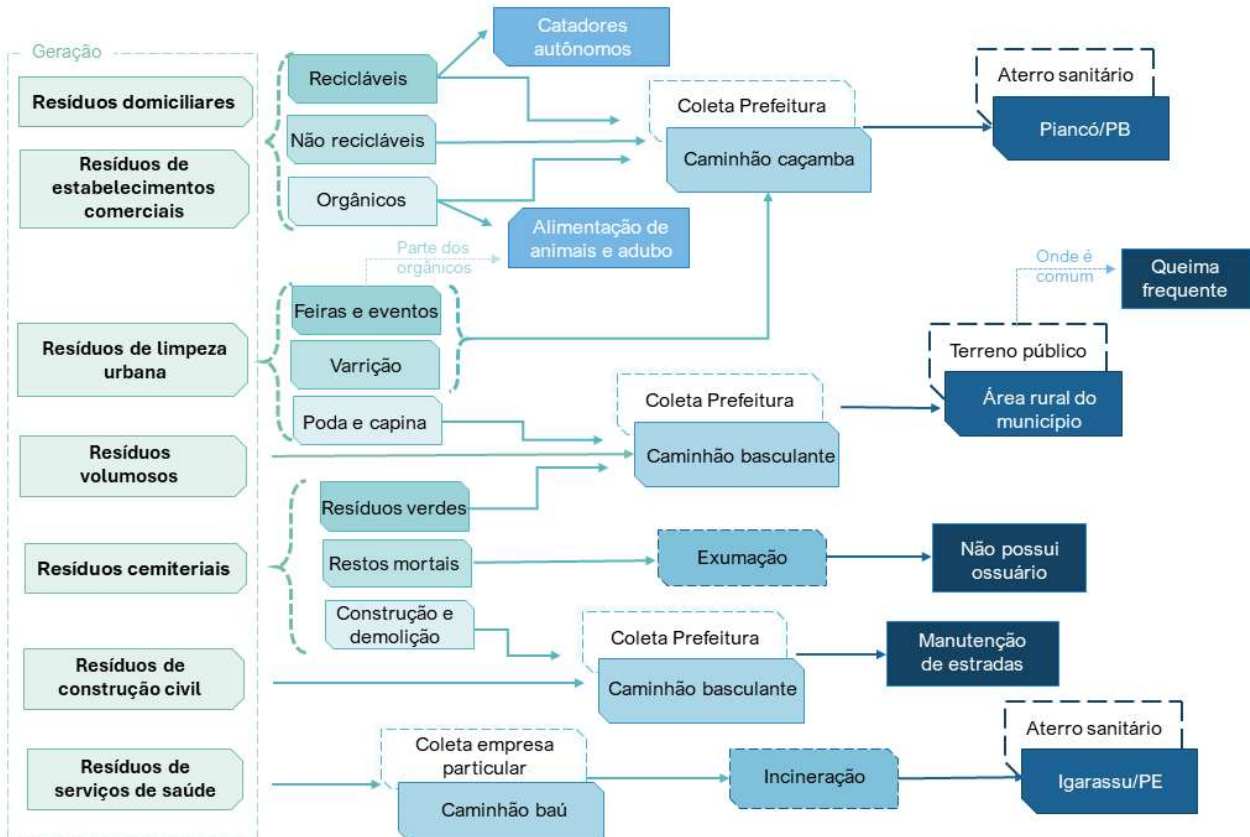 Geração
Resíduos domiciliares
Resíduos de
estabelecimentos
comerciais
Recicláveis
Não recicláveis
Orgânicos
Catadores
autônomos
Coleta Prefeitura
Caminhão caçamba
Aterro sanitário
Piancó/PB
Alimentação de
animais e adubo
Parte dos
orgânicos
Resíduos de limpeza
urbana
Feiras e eventos
Varrição
Poda e capina
Coleta Prefeitura
Caminhão basculante
Terreno público
Área rural do
município
Onde é
comum
Queima
frequente
Resíduos
volumosos
Resíduos cemiteriais
Resíduos verdes
Restos mortais
Construção e
demolição
Exumação
Não possui
ossuário
Resíduos de
construção civil
Coleta Prefeitura
Caminhão basculante
Manutenção
de estradas
Resíduos de
serviços de saúde
Coleta empresa
particular
Caminhão baú
Incineração
Aterro sanitário
Igarassu/PE